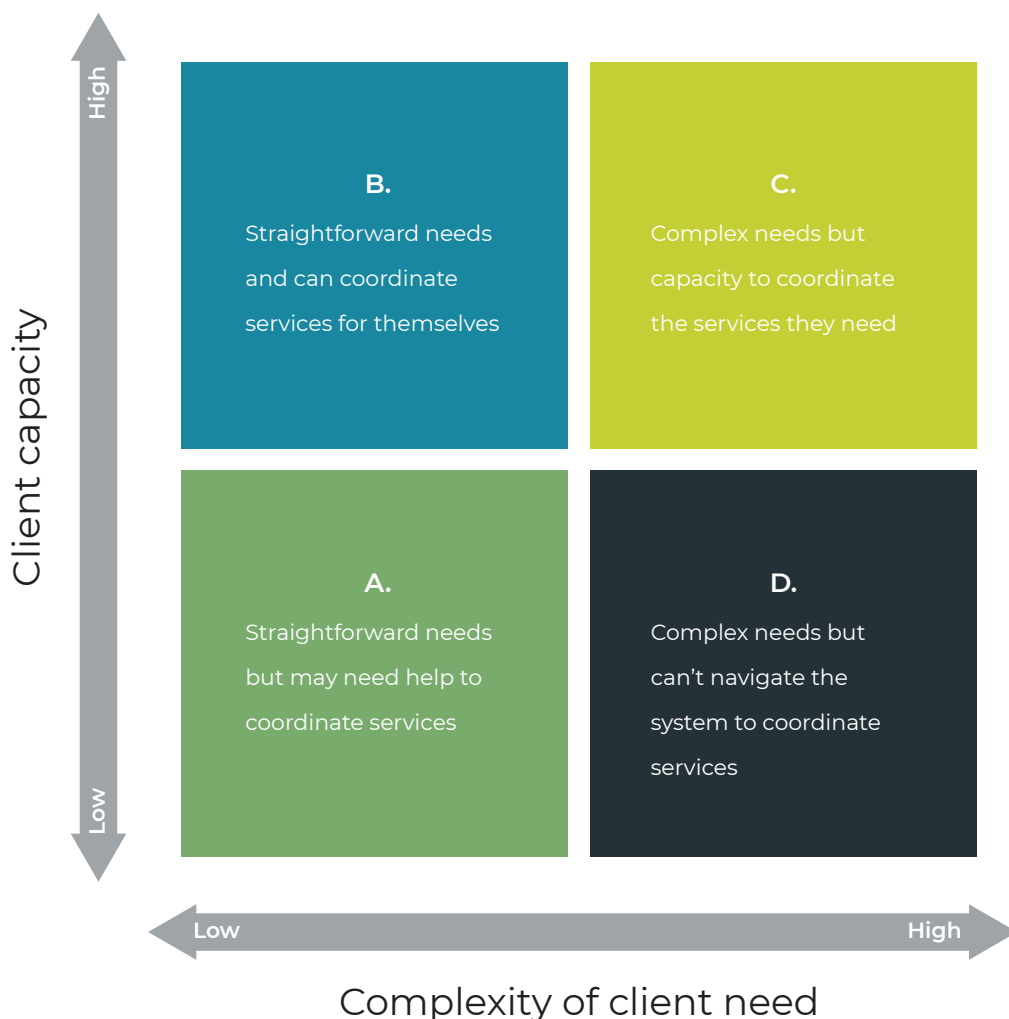 High
B.
Straightforward needs
and can coordinate
services for themselves
C.
Complex needs but
capacity to coordinate
the services they need
Client capacity
A.
Straightforward needs
but may need help to
coordinate services
D.
Complex needs but
can’t navigate the
system to coordinate
services
Low
Low
High
Complexity of client need